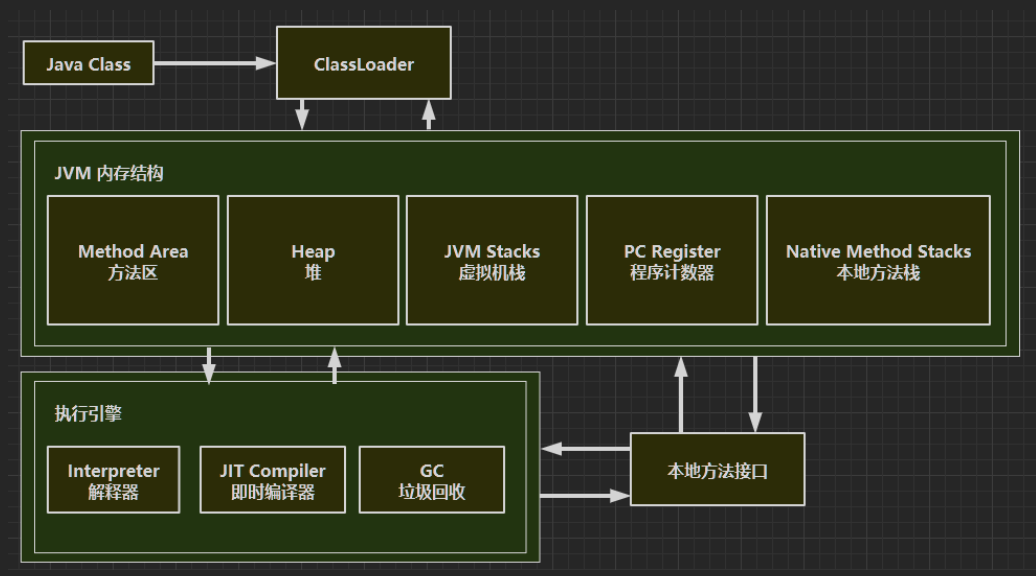 Java Class
ClassLoader
JVM 内存结构
Method Area
方法区
Heap
堆
JVM Stacks
虚拟机栈
PC Register
程序计数器
Native Method Stacks
本地方法栈
执行引擎
Interpreter
解释器
JIT Compiler
即时编译器
GC
垃圾回收
本地方法接口